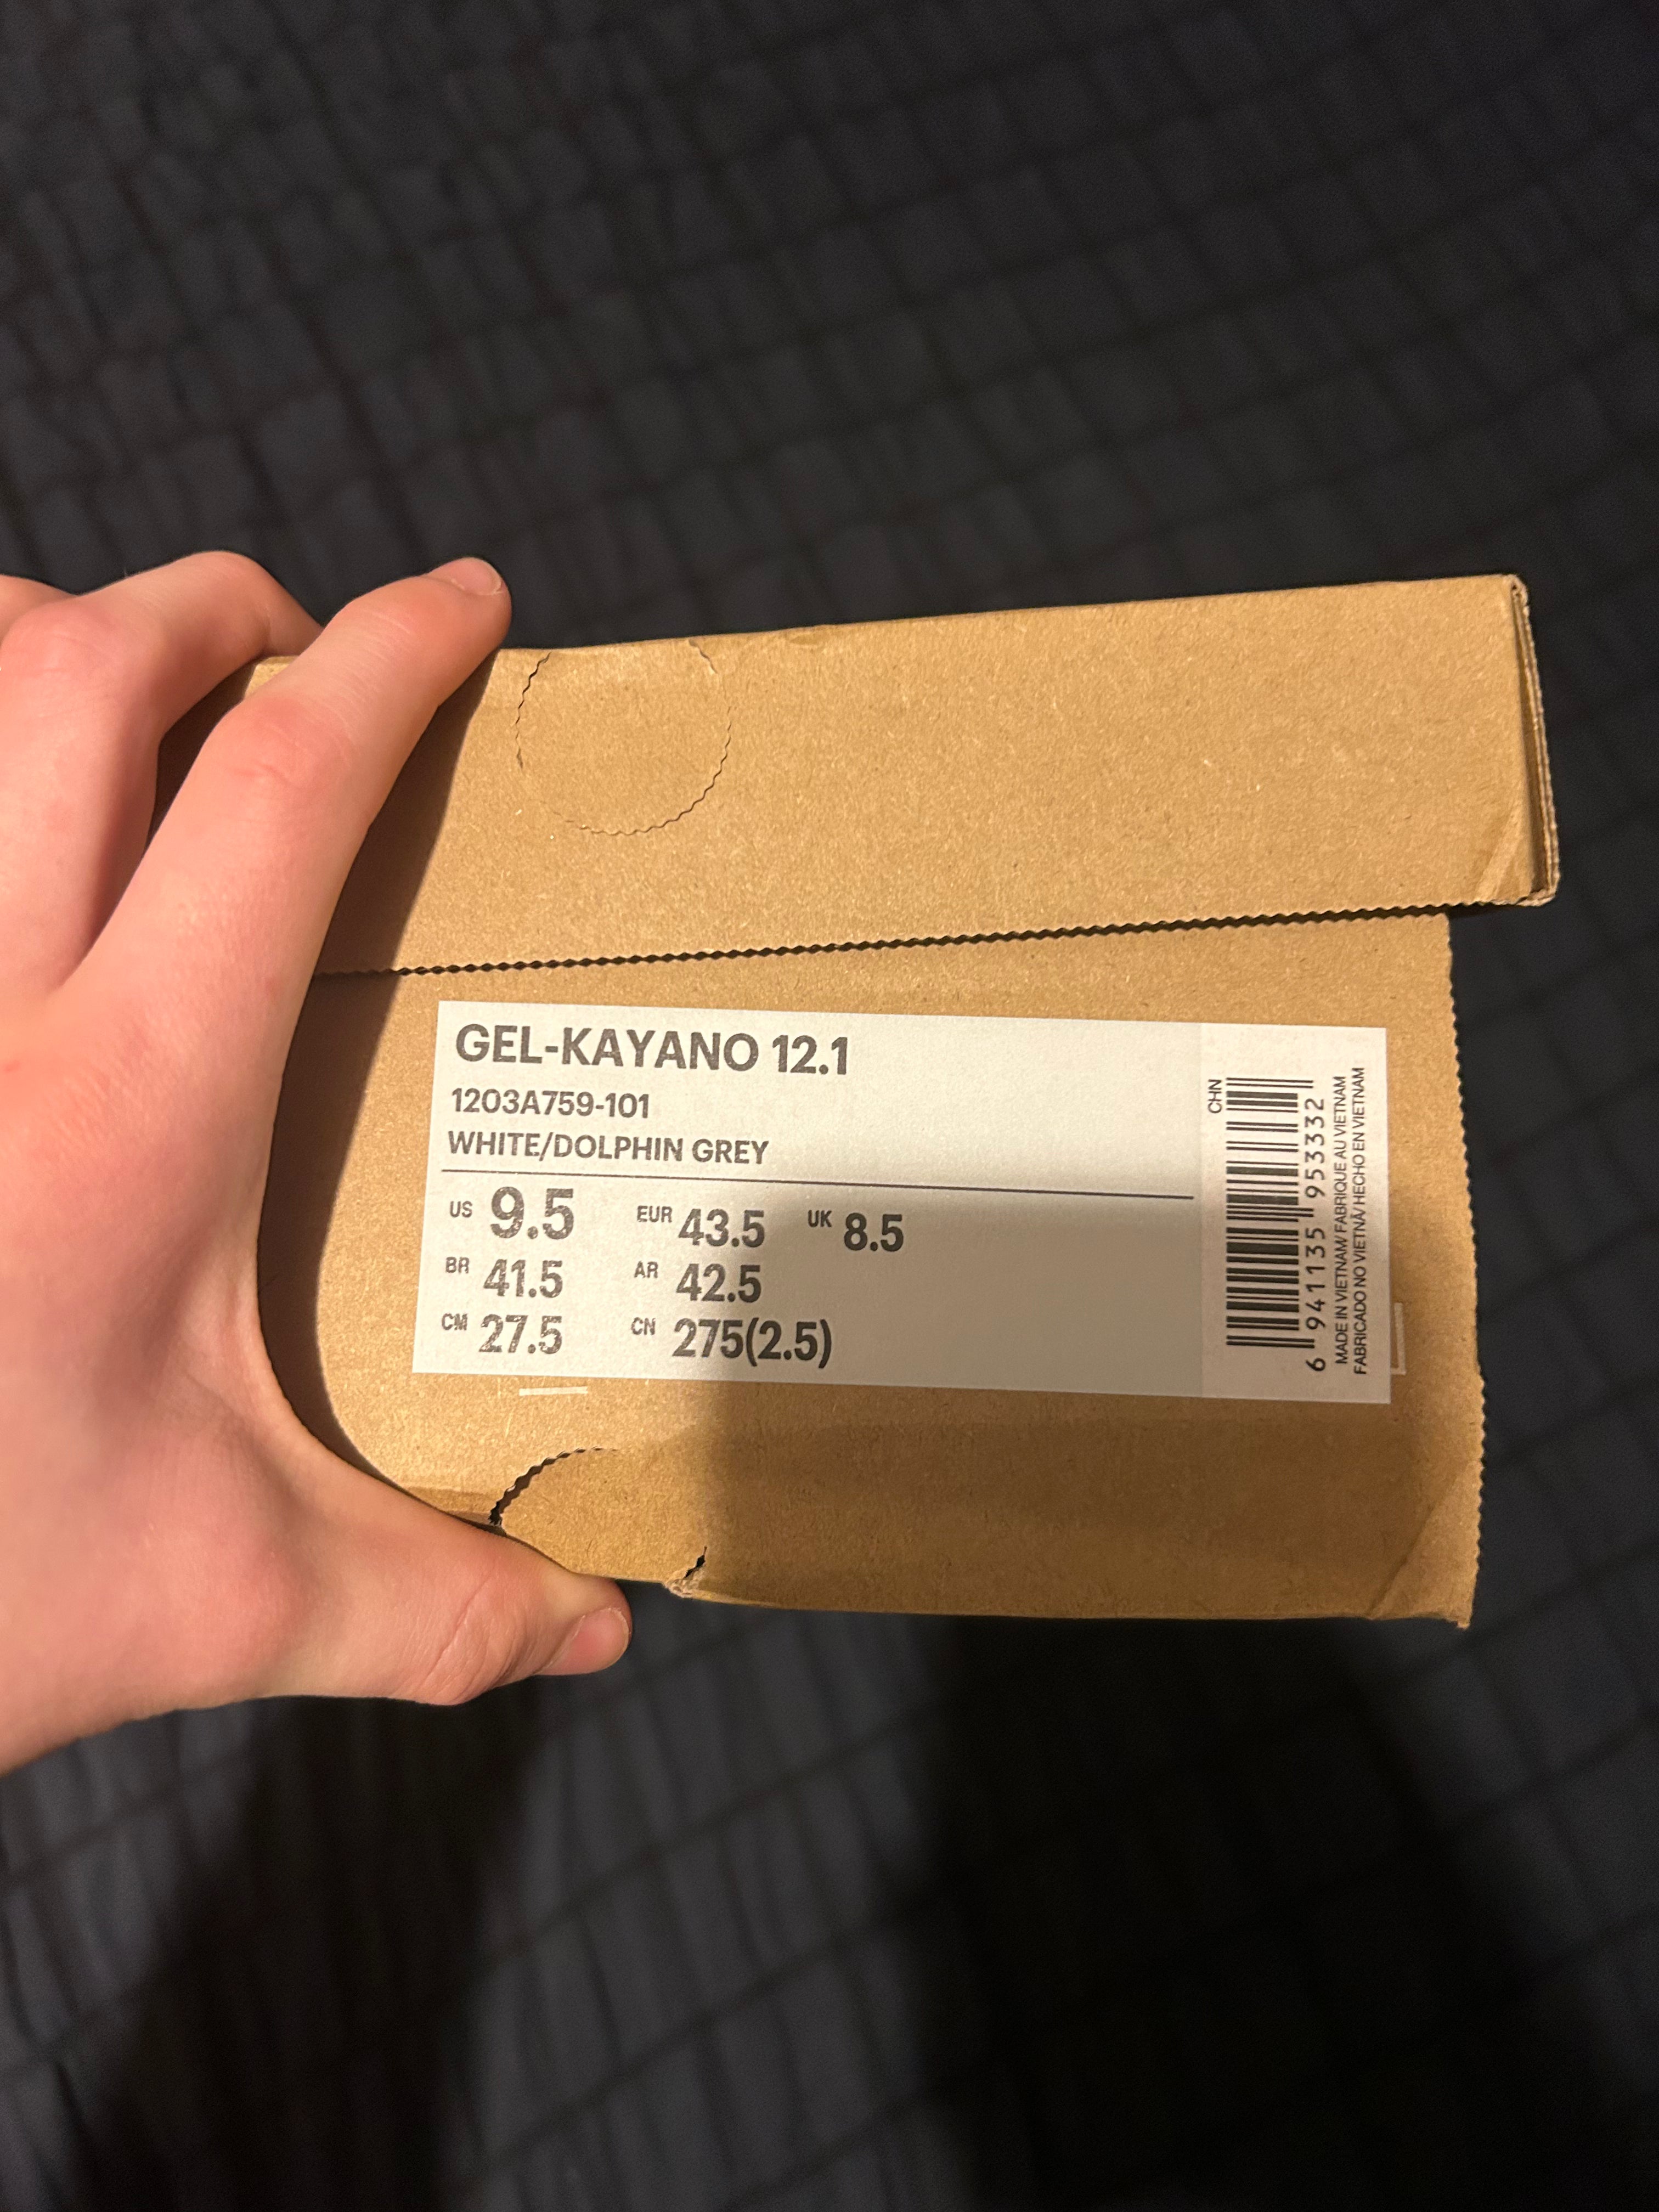 GEL-KAYANO 12.1
1203A759-101
WHITE/DOLPHIN GREY
US 9.5 EUR 43.5 UK 8.5
BR 41.5 AR 42.5
CM 27.5 CN 275(2.5)
CHN
6 941135 953332
MADE IN VIETNAM/ FABRIQUE AU VIETNAM
FABRICADO NO VIETNÃ/ HECHO EN VIETNAM